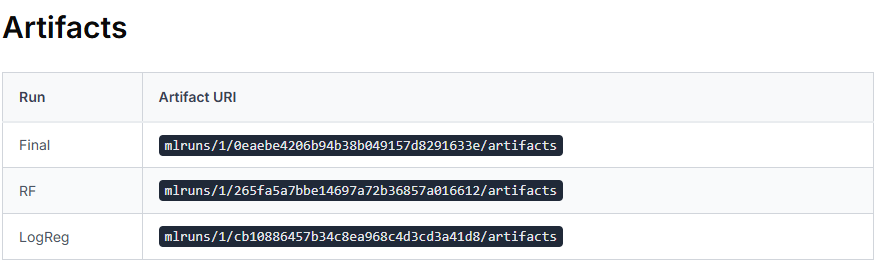 Artifacts
Run Artifact URI
Final mlruns/1/0eaebe4206b94b38b049157d8291633e/artifacts
RF mlruns/1/265fa5a7bbe14697a72b36857a016612/artifacts
LogReg mlruns/1/cb10886457b34c8ea968c4d3cd3a41d8/artifacts